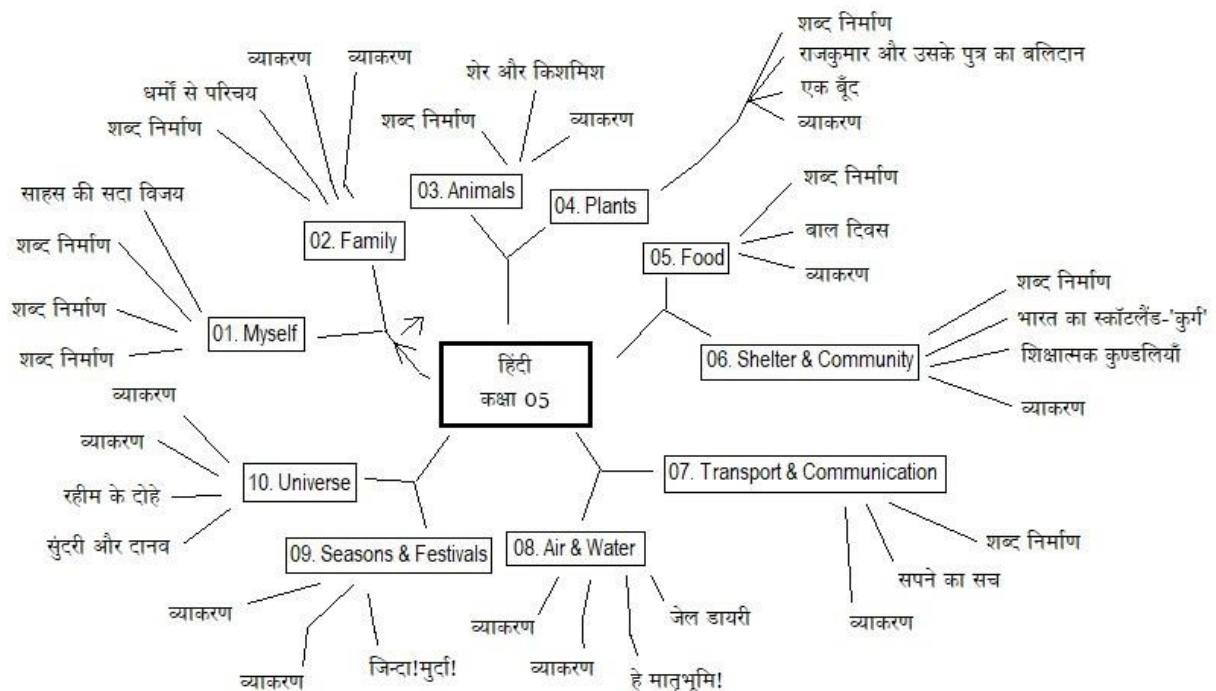 हिंदी
कक्षा 05
01. Myself
साहस की सदा विजय
शब्द निर्माण
शब्द निर्माण
शब्द निर्माण
02. Family
शब्द निर्माण
धर्मो से परिचय
व्याकरण
व्याकरण
03. Animals
शब्द निर्माण
शेर और किशमिश
व्याकरण
04. Plants
शब्द निर्माण
राजकुमार और उसके पुत्र का बलिदान
एक बूँद
व्याकरण
05. Food
शब्द निर्माण
बाल दिवस
व्याकरण
06. Shelter & Community
शब्द निर्माण
भारत का स्कॉटलैंड-'कुर्ग'
शिक्षात्मक कुण्डलियाँ
व्याकरण
07. Transport & Communication
शब्द निर्माण
सपने का सच
व्याकरण
08. Air & Water
जेल डायरी
हे मातृभूमि!
व्याकरण
व्याकरण
09. Seasons & Festivals
जिन्दा!मुर्दा!
व्याकरण
व्याकरण
10. Universe
व्याकरण
व्याकरण
रहीम के दोहे
सुंदरी और दानव